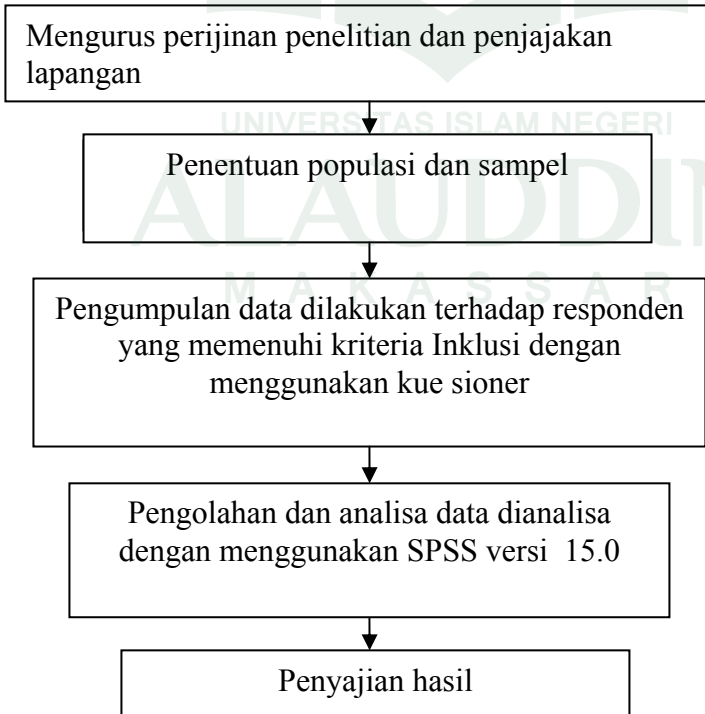 Mengurus perijinan penelitian dan penjajakan
lapangan
UNIVERSITAS ISLAM NEGERI
Penentuan populasi dan sampel
ALAUDDIN
MAKASSAR
Pengumpulan data dilakukan terhadap responden
yang memenuhi kriteria Inklusi dengan
menggunakan kue sioner
Pengolahan dan analisa data dianalisa
dengan menggunakan SPSS versi 15.0
Penyajian hasil